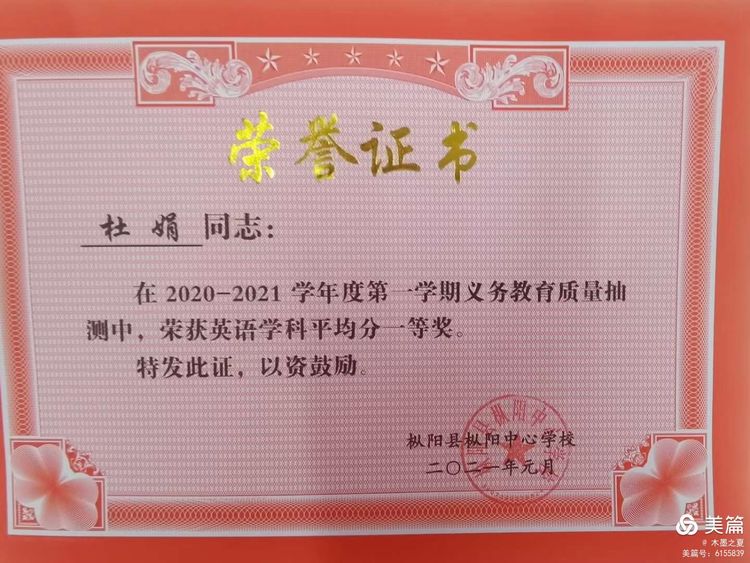 荣誉证书
杜娟 同志：
在 2020-2021 学年度第一学期义务教育质量抽
测中，荣获英语学科平均分一等奖。
特发此证，以资鼓励。
枞阳县枞阳中心学校
二〇二一年元月
美篇
@ 木墨之夏
美篇号：6155839